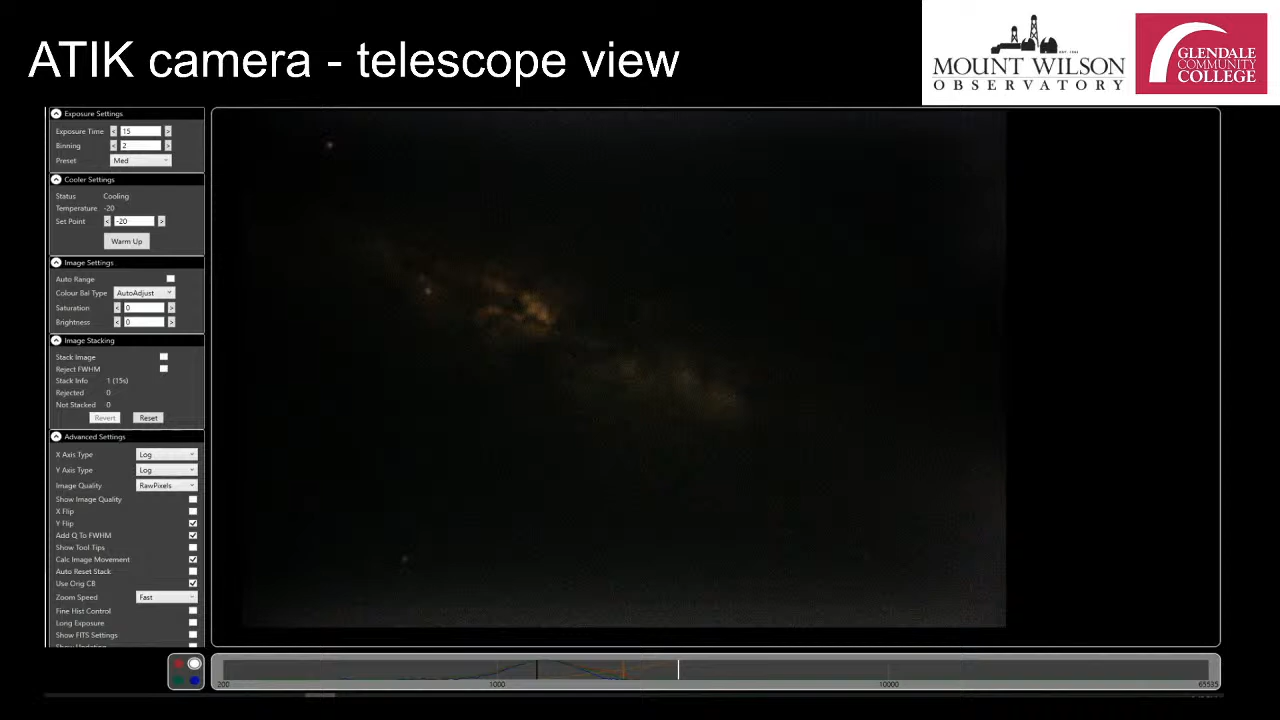 ATIK camera - telescope view
EST. 1904
MOUNT WILSON
OBSERVATORY
GLENDALE
COMMUNITY
COLLEGE
Exposure Settings
Exposure Time < 15 >
Binning < 2 >
Preset Med
Cooler Settings
Status Cooling
Temperature -20
Set Point < -20 >
Warm Up
Image Settings
Auto Range
Colour Bal Type AutoAdjust
Saturation < 0 >
Brightness < 0 >
Image Stacking
Stack Image
Reject FWHM
Stack Info 1 (15s)
Rejected 0
Not Stacked 0
Revert Reset
Advanced Settings
X Axis Type Log
Y Axis Type Log
Image Quality RawPixels
Show Image Quality
X Flip
Y Flip
Add Q To FWHM
Show Tool Tips
Calc Image Movement
Auto Reset Stack
Use Orig CB
Zoom Speed Fast
Fine Hist Control
Long Exposure
Show FITS Settings
200 1000 10000 65535